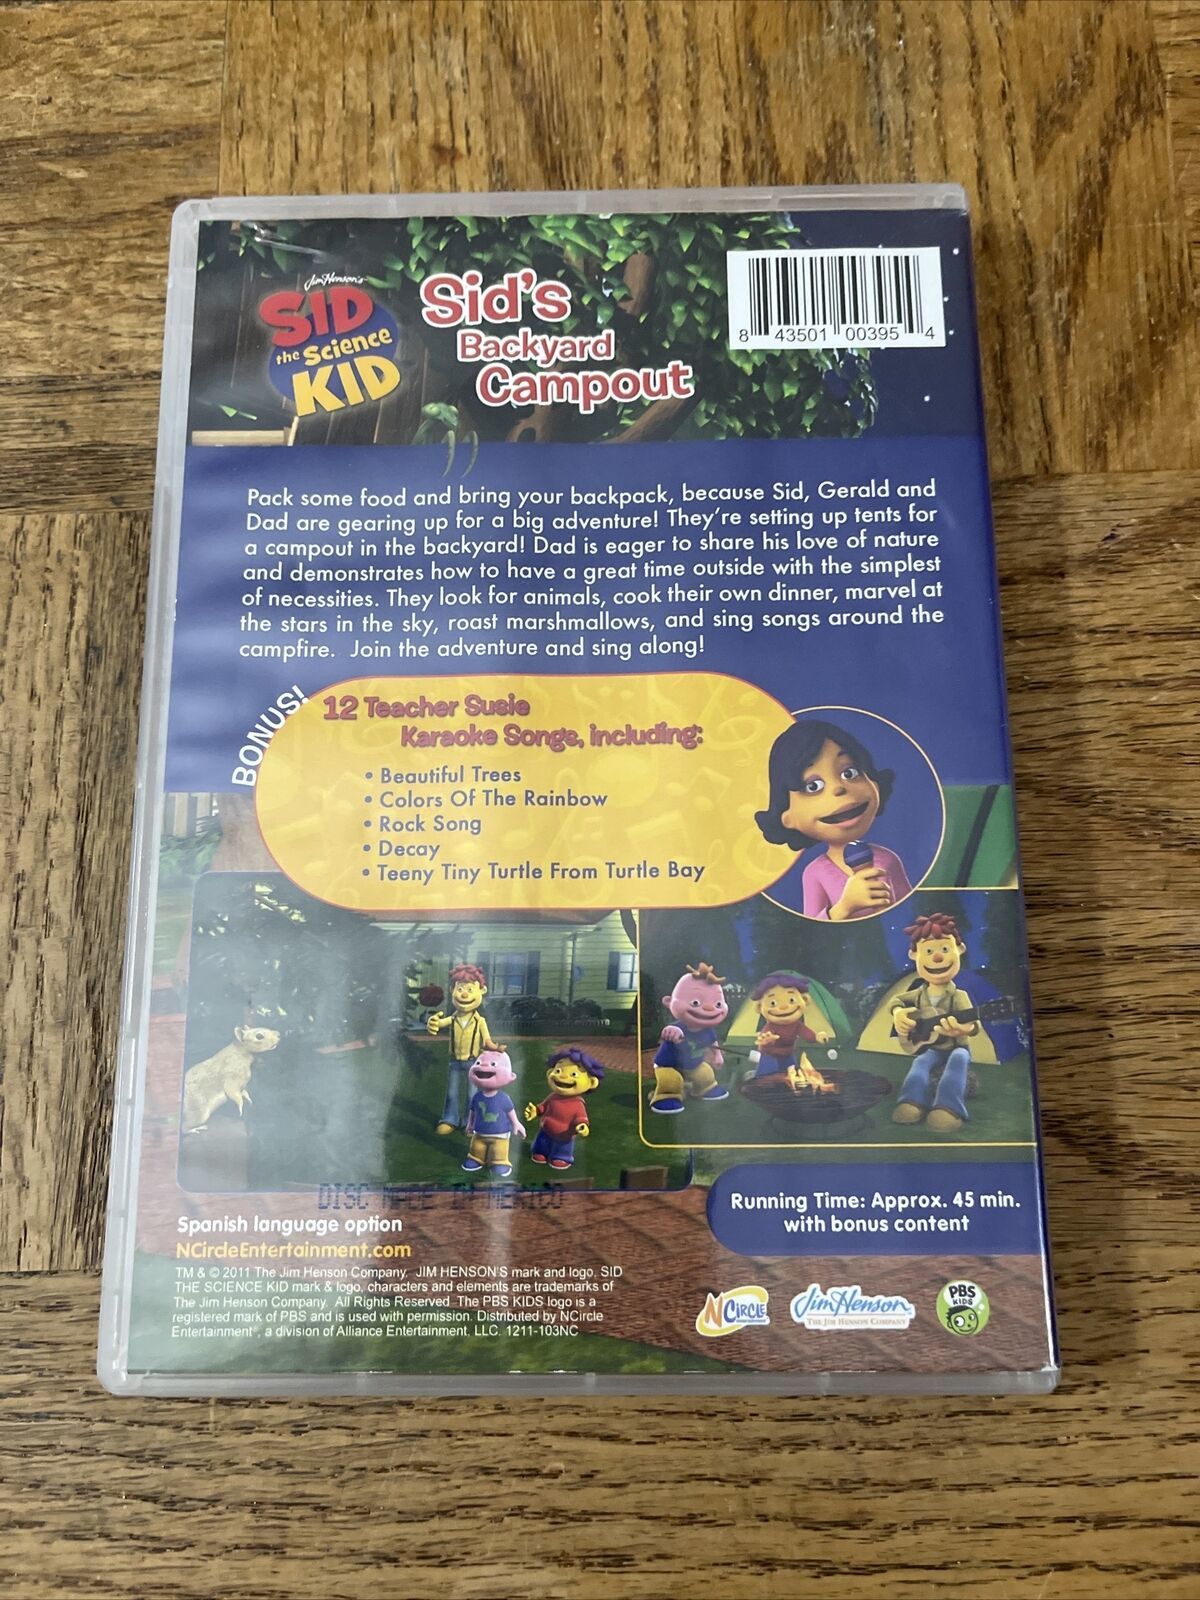 Jim Henson's
SID
the Science
KID
Sid's
Backyard
Campout
8 43501 00395 4
Pack some food and bring your backpack, because Sid, Gerald and
Dad are gearing up for a big adventure! They're setting up tents for
a campout in the backyard! Dad is eager to share his love of nature
and demonstrates how to have a great time outside with the simplest
of necessities. They look for animals, cook their own dinner, marvel at
the stars in the sky, roast marshmallows, and sing songs around the
campfire. Join the adventure and sing along!
BONUS!
12 Teacher Susie
Karaoke Songs, including:
• Beautiful Trees
• Colors Of The Rainbow
• Rock Song
• Decay
• Teeny Tiny Turtle From Turtle Bay
DISC MADE IN MEXICO
Spanish language option
NCircleEntertainment.com
TM & © 2011 The Jim Henson Company. JIM HENSON'S mark and logo, SID
THE SCIENCE KID mark & logo, characters and elements are trademarks of
The Jim Henson Company. All Rights Reserved. The PBS KIDS logo is a
registered mark of PBS and is used with permission. Distributed by NCircle
Entertainment®, a division of Alliance Entertainment, LLC. 1211-103NC
Running Time: Approx. 45 min.
with bonus content
NCIRCLE
Entertainment
Jim Henson
THE JIM HENSON COMPANY
PBS
KIDS